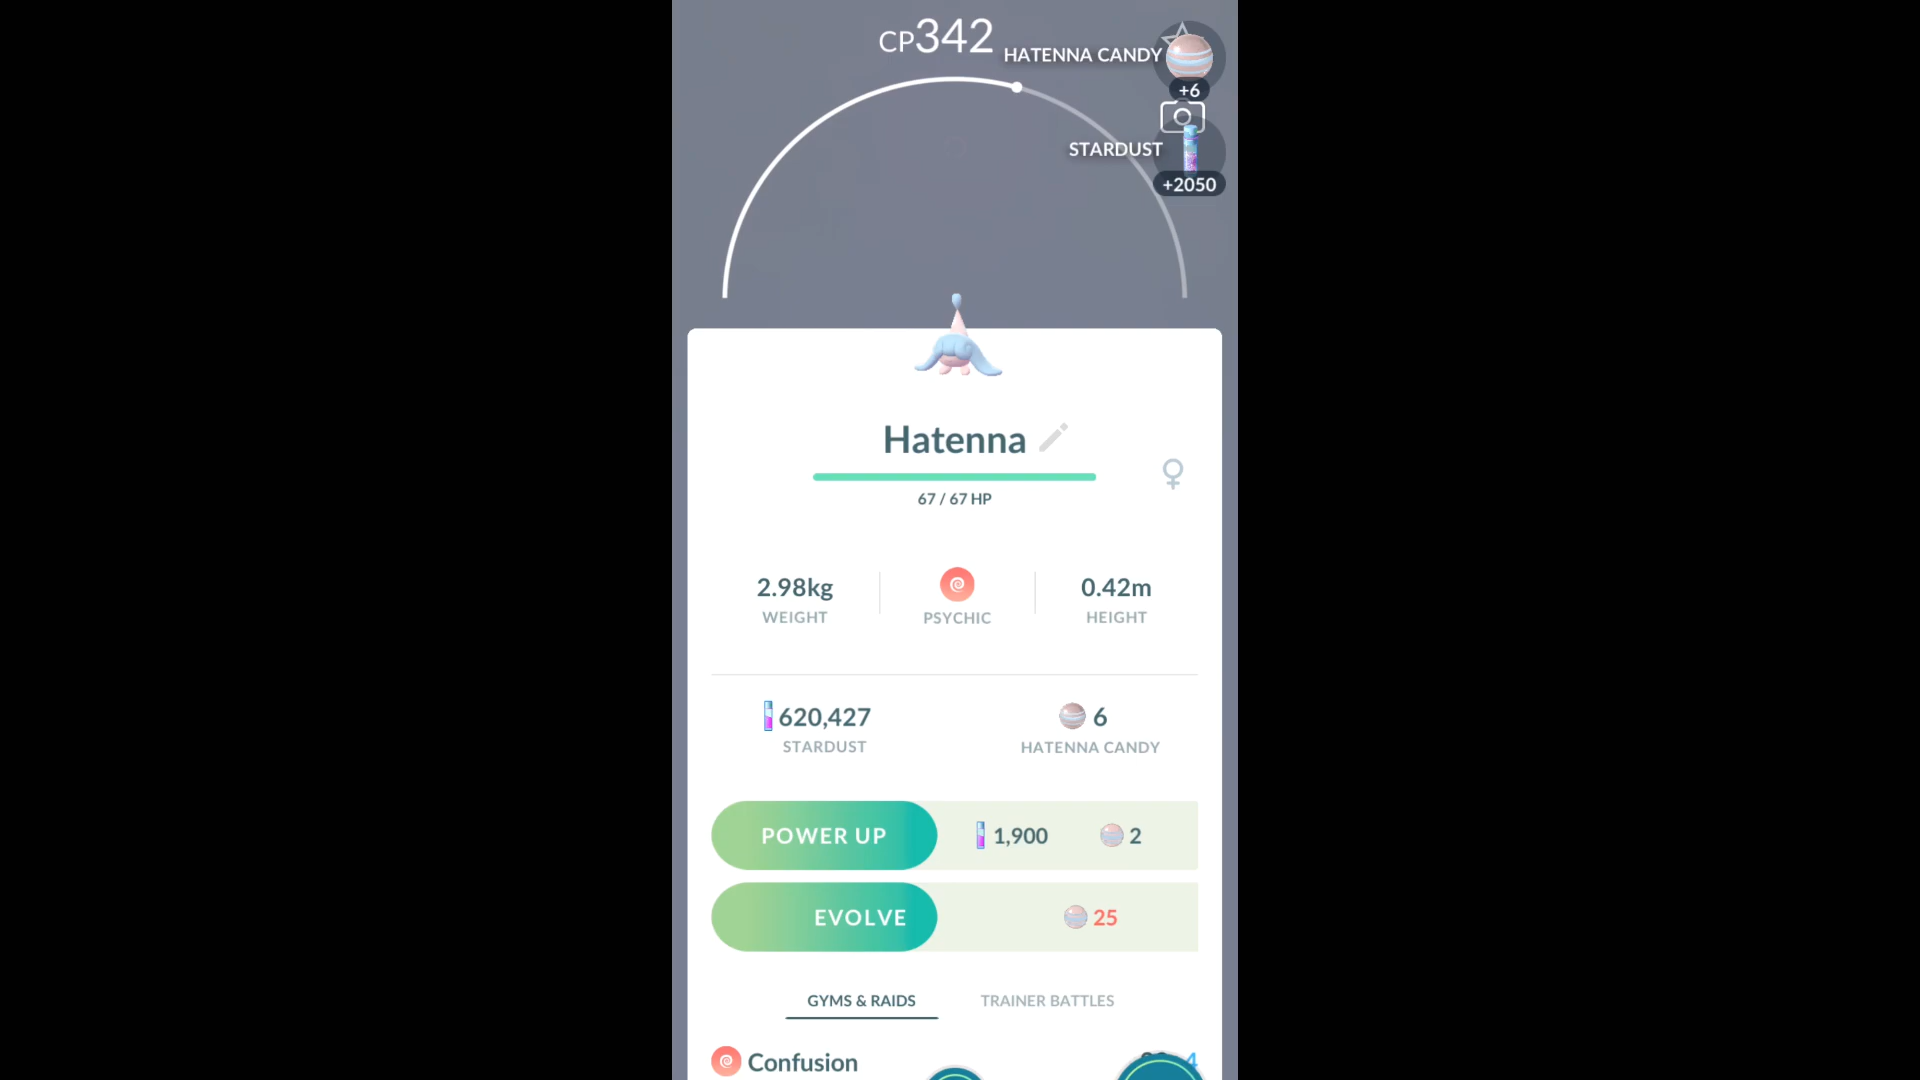 CP342
HATENNA CANDY
+6
STARDUST
+2050
Hatenna
67 / 67 HP
2.98kg
WEIGHT
PSYCHIC
0.42m
HEIGHT
620,427
STARDUST
6
HATENNA CANDY
POWER UP
1,900
2
EVOLVE
25
GYMS & RAIDS
TRAINER BATTLES
Confusion